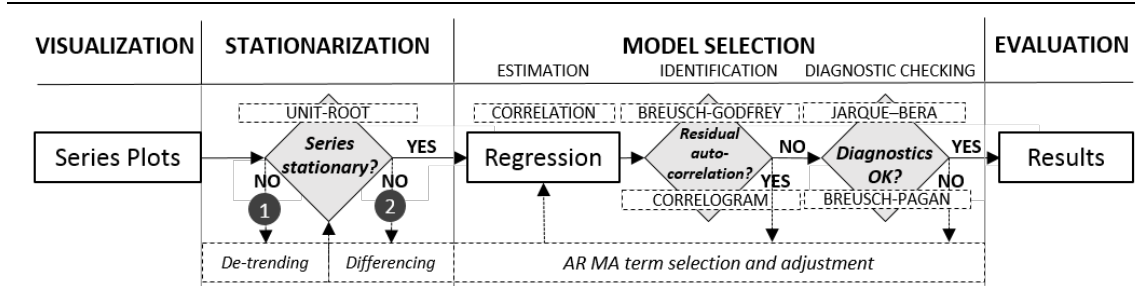 VISUALIZATION STATIONARIZATION MODEL SELECTION EVALUATION
ESTIMATION IDENTIFICATION DIAGNOSTIC CHECKING
UNIT-ROOT CORRELATION BREUSCH-GODFREY JARQUE–BERA
Series Plots
Series
stationary?
YES
NO
NO
1
2
Regression
Residual
auto-
correlation?
NO
YES
CORRELOGRAM
Diagnostics
OK?
YES
NO
BREUSCH-PAGAN
Results
De-trending Differencing AR MA term selection and adjustment